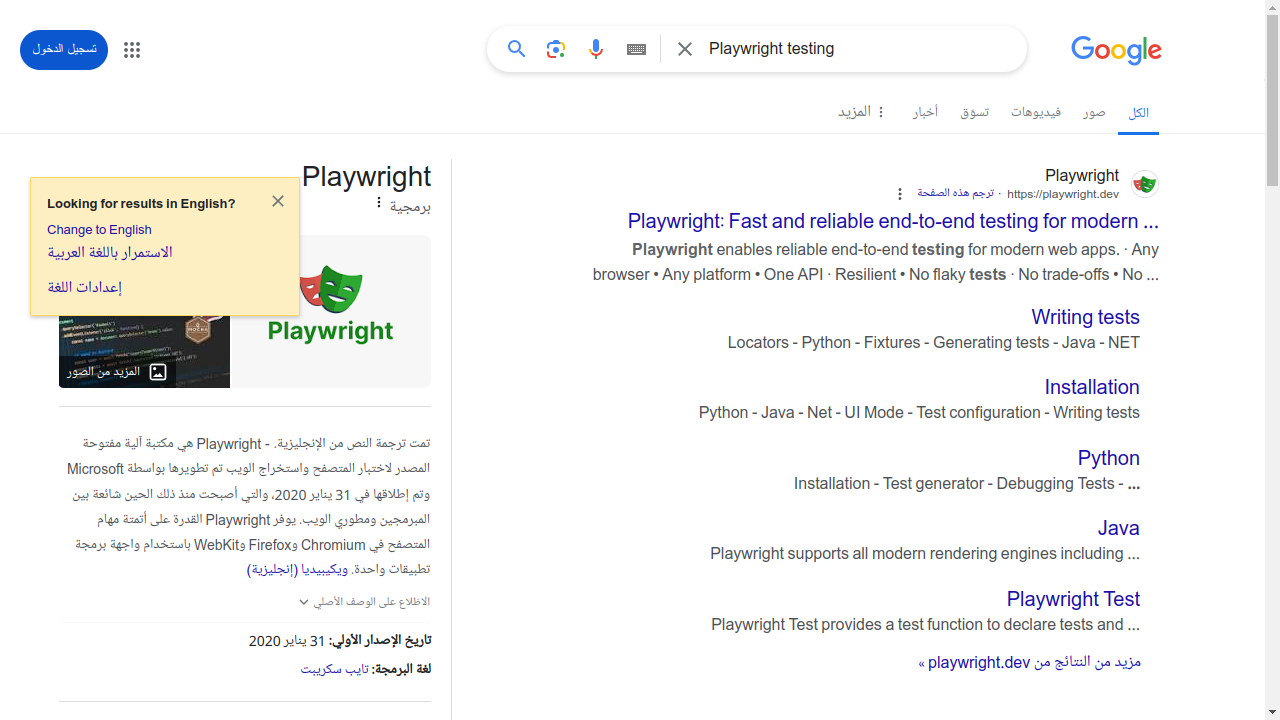 Google
Playwright testing
تسجيل الدخول
الكل
صور
فيديوهات
تسوّق
أخبار
المزيد
Playwright
https://playwright.dev · ترجم هذه الصفحة
Playwright: Fast and reliable end-to-end testing for modern ...
Playwright enables reliable end-to-end testing for modern web apps. · Any
browser • Any platform • One API · Resilient • No flaky tests · No trade-offs • No ...
Writing tests
Locators - Python - Fixtures - Generating tests - Java - NET
Installation
Python - Java - Net - UI Mode - Test configuration - Writing tests
Python
Installation - Test generator - Debugging Tests - ...
Java
Playwright supports all modern rendering engines including ...
Playwright Test
Playwright Test provides a test function to declare tests and ...
مزيد من النتائج من playwright.dev »
Playwright
برمجية
Looking for results in English?
Change to English
الاستمرار باللغة العربية
إعدادات اللغة
Playwright
MOCHA
المزيد من الصور
تمت ترجمة النص من الإنجليزية. - Playwright هي مكتبة آلية مفتوحة
المصدر لاختبار المتصفح واستخراج الويب تم تطويرها بواسطة Microsoft
وتم إطلاقها في 31 يناير 2020، والتي أصبحت منذ ذلك الحين شائعة بين
المبرمجين ومطوري الويب. يوفر Playwright القدرة على أتمتة مهام
المتصفح في Chromium وFirefox وWebKit باستخدام واجهة برمجة
تطبيقات واحدة. ويكيبيديا (إنجليزية)
الاطّلاع على الوصف الأصلي
تاريخ الإصدار الأولي: 31 يناير 2020
لغة البرمجة: تايب سكريبت